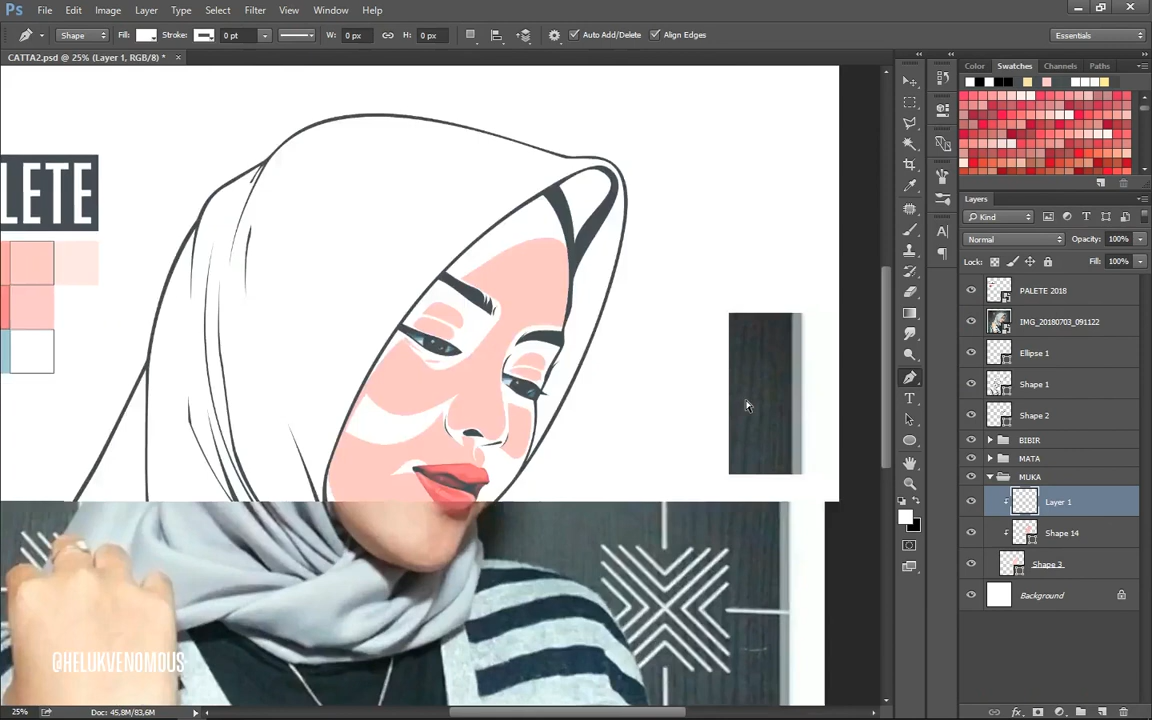 Ps File Edit Image Layer Type Select Filter View Window Help
Shape Fill: Stroke: 0 pt W: 0 px H: 0 px Auto Add/Delete Align Edges Essentials
CATTA2.psd @ 25% (Layer 1, RGB/8) * ×
Color Swatches Channels Paths
LETE
Layers
Kind
Normal Opacity: 100%
Lock: Fill: 100%
PALETE 2018
IMG_20180703_091122
Ellipse 1
Shape 1
Shape 2
BIBIR
MATA
MUKA
Layer 1
Shape 14
Shape 3
Background
@HELUKVENOMOUS
25% Doc: 45,8M/83,6M